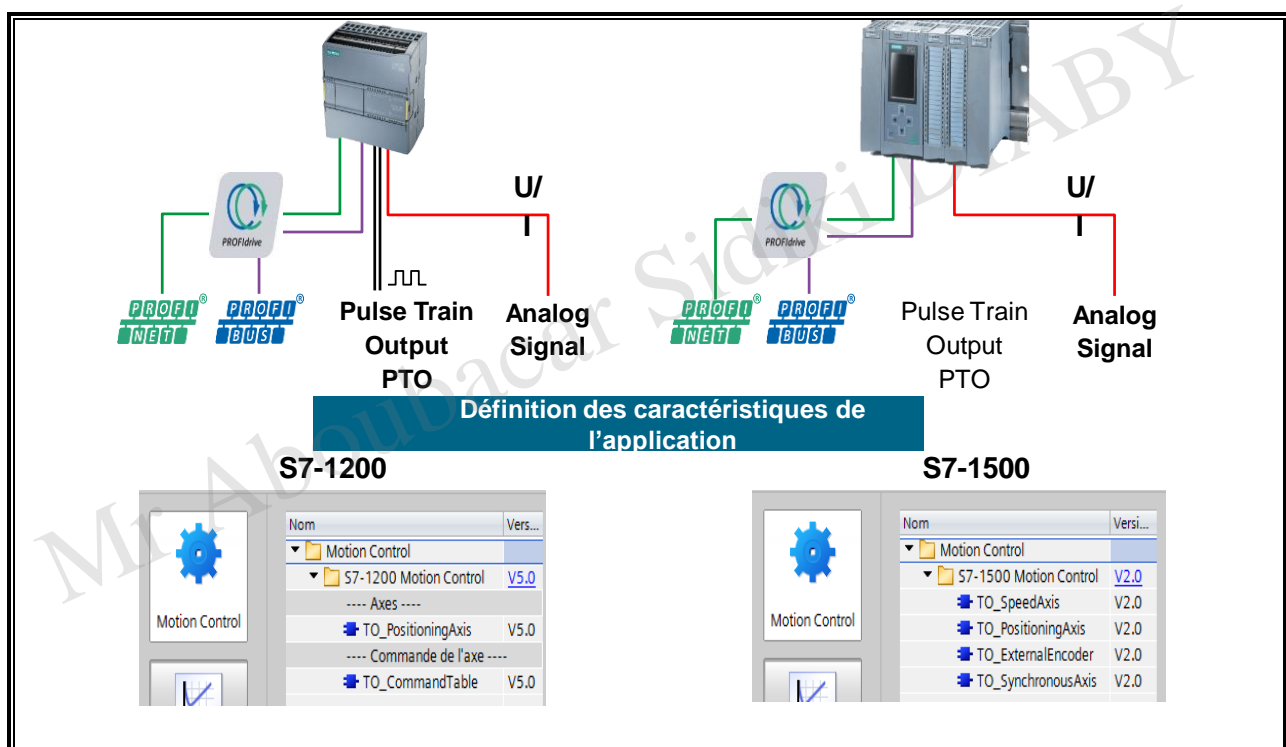 U/
I
PROFIdrive
PROFI® NET
PROFI® BUS
Pulse Train
Output
PTO
Analog
Signal
U/
I
PROFIdrive
PROFI® NET
PROFI® BUS
Pulse Train
Output
PTO
Analog
Signal
Mr Aboubacar Sidiki DIABY
Définition des caractéristiques de
l’application
S7-1200
Motion Control
Nom Vers...
Motion Control
S7-1200 Motion Control V5.0
---- Axes ----
TO_PositioningAxis V5.0
---- Commande de l'axe ----
TO_CommandTable V5.0
S7-1500
Motion Control
Nom Versi...
Motion Control
S7-1500 Motion Control V2.0
TO_SpeedAxis V2.0
TO_PositioningAxis V2.0
TO_ExternalEncoder V2.0
TO_SynchronousAxis V2.0